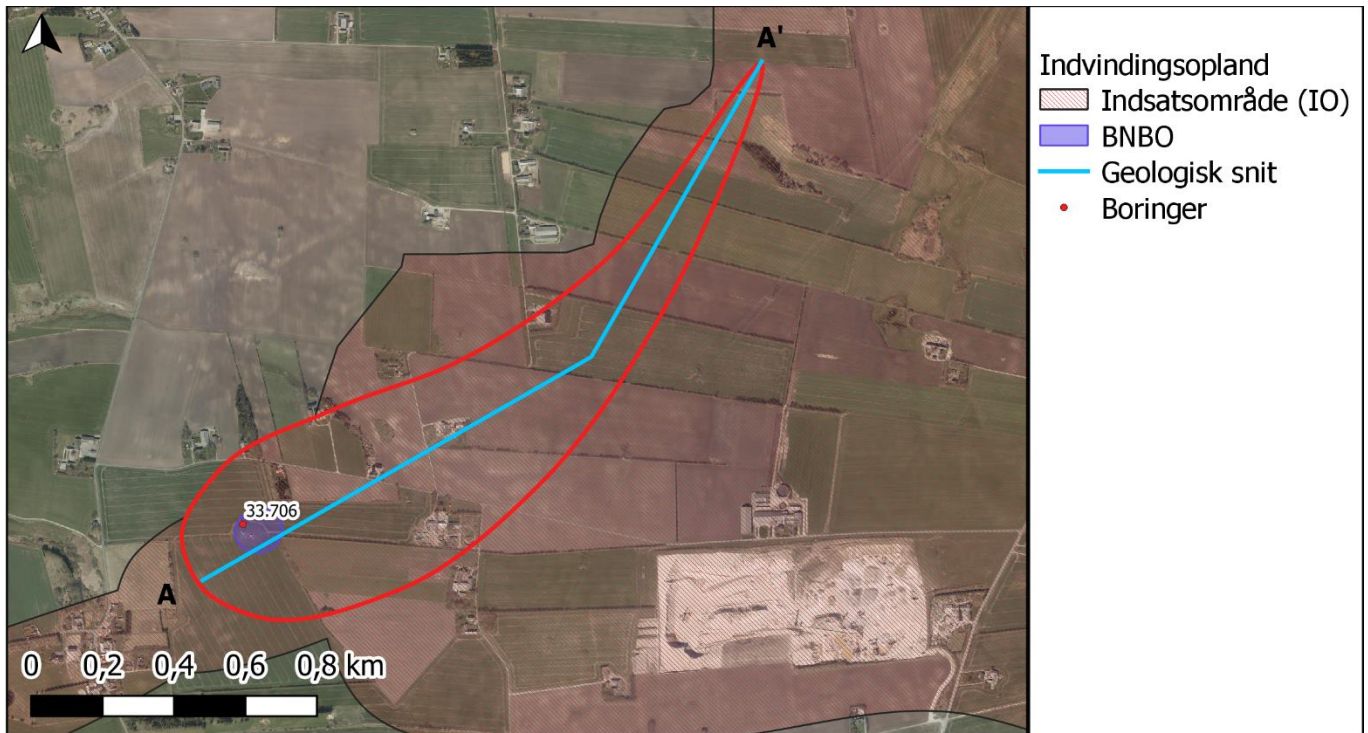 A'
33.706
A
0 0,2 0,4 0,6 0,8 km
Indvindingsopland
Indsatsområde (IO)
BNBO
Geologisk snit
Boringer